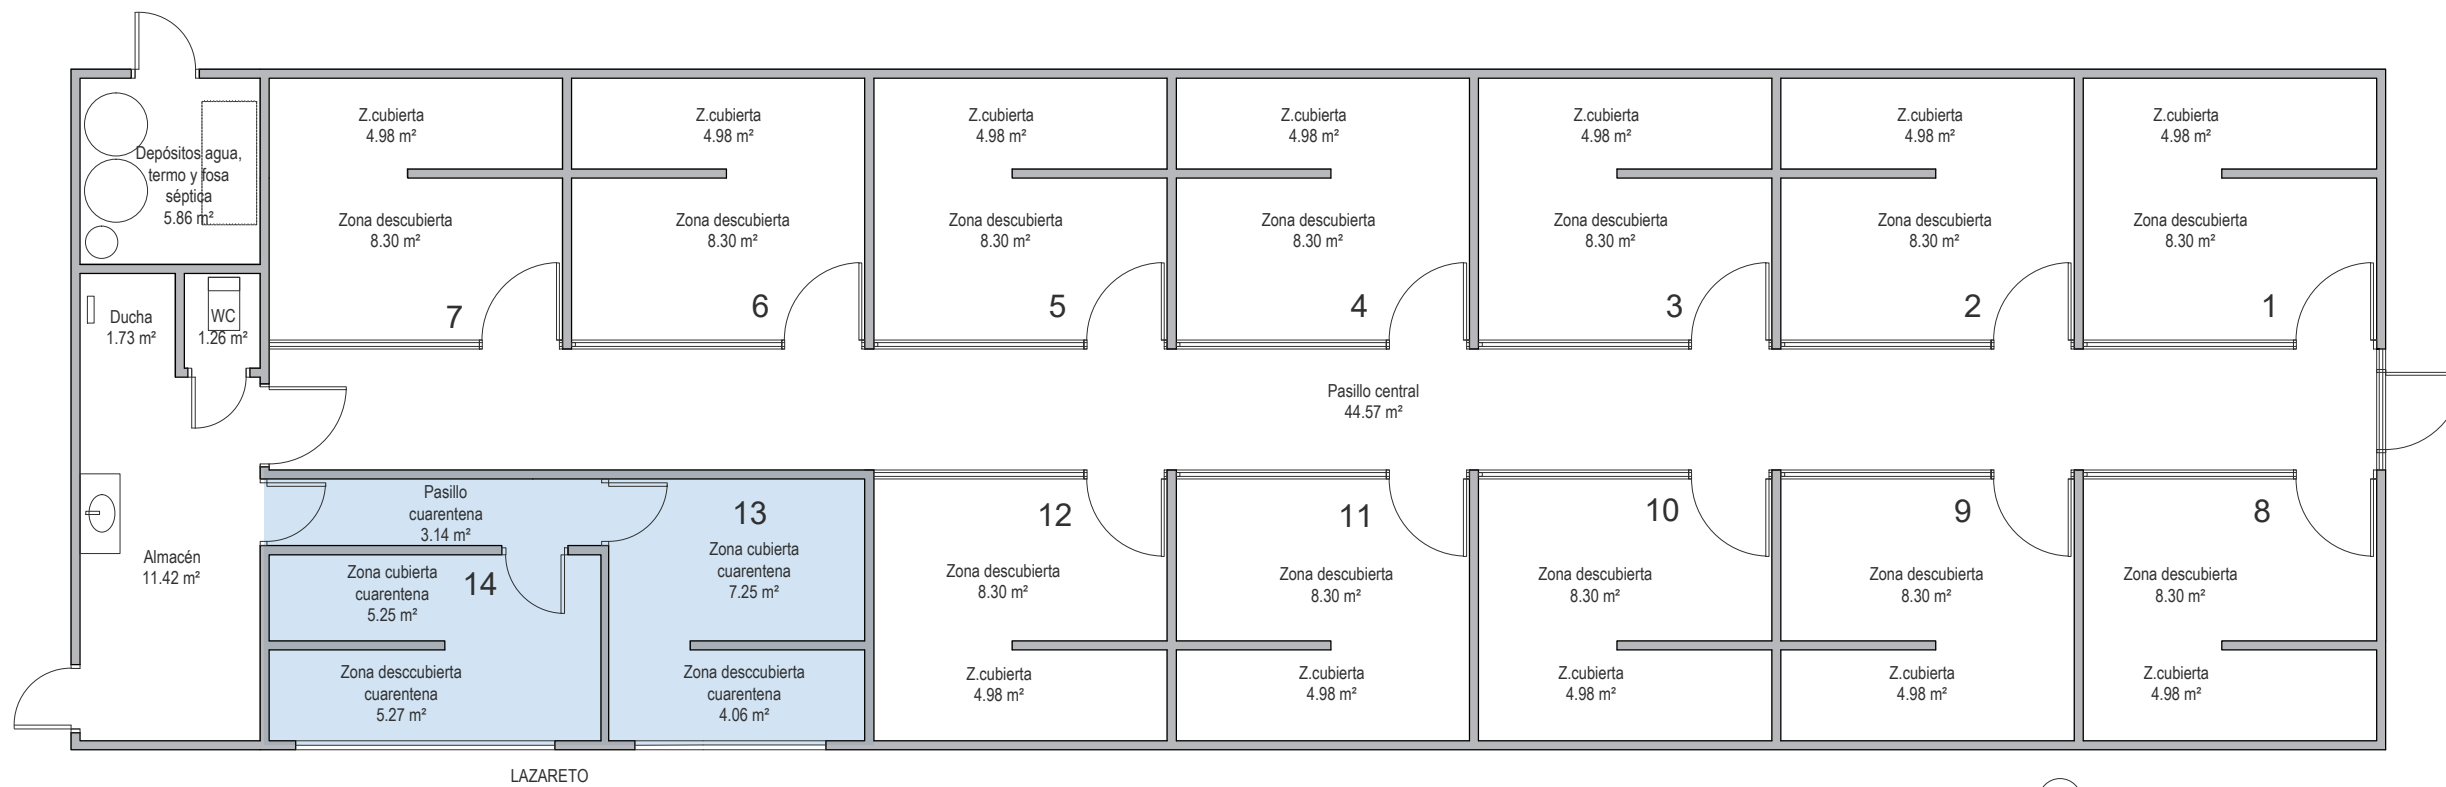 Z.cubierta
4.98 m²
Z.cubierta
4.98 m²
Z.cubierta
4.98 m²
Z.cubierta
4.98 m²
Z.cubierta
4.98 m²
Z.cubierta
4.98 m²
Z.cubierta
4.98 m²
Depósitos agua,
termo y fosa
séptica
5.86 m²
Zona descubierta
8.30 m²
Zona descubierta
8.30 m²
Zona descubierta
8.30 m²
Zona descubierta
8.30 m²
Zona descubierta
8.30 m²
Zona descubierta
8.30 m²
Zona descubierta
8.30 m²
7
6
5
4
3
2
1
Ducha
1.73 m²
WC
1.26 m²
Pasillo central
44.57 m²
Pasillo
cuarentena
3.14 m²
13
12
11
10
9
8
Almacén
11.42 m²
Zona cubierta
cuarentena
5.25 m²
14
Zona cubierta
cuarentena
7.25 m²
Zona descubierta
8.30 m²
Zona descubierta
8.30 m²
Zona descubierta
8.30 m²
Zona descubierta
8.30 m²
Zona descubierta
8.30 m²
Zona desccubierta
cuarentena
5.27 m²
Zona desccubierta
cuarentena
4.06 m²
Z.cubierta
4.98 m²
Z.cubierta
4.98 m²
Z.cubierta
4.98 m²
Z.cubierta
4.98 m²
Z.cubierta
4.98 m²
LAZARETO